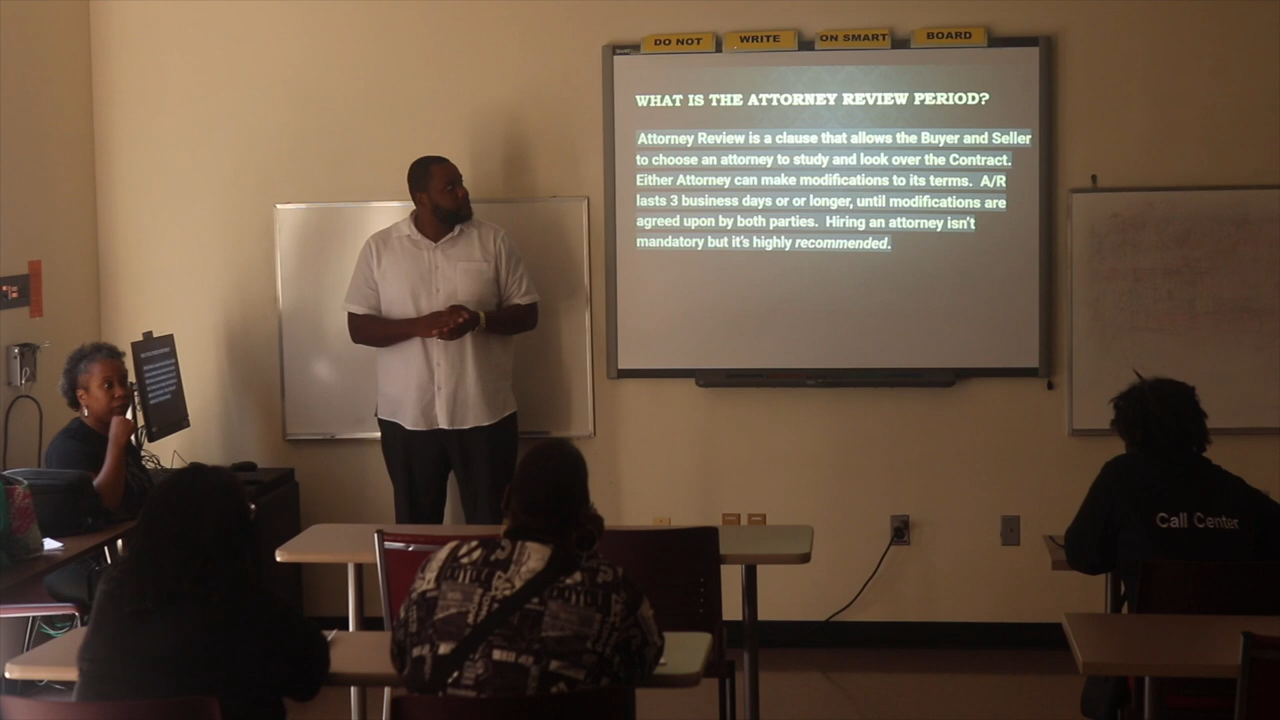 DO NOT WRITE ON SMART BOARD
WHAT IS THE ATTORNEY REVIEW PERIOD?
Attorney Review is a clause that allows the Buyer and Seller
to choose an attorney to study and look over the Contract.
Either Attorney can make modifications to its terms. A/R
lasts 3 business days or or longer, until modifications are
agreed upon by both parties. Hiring an attorney isn't
mandatory but it's highly recommended.
Call Center